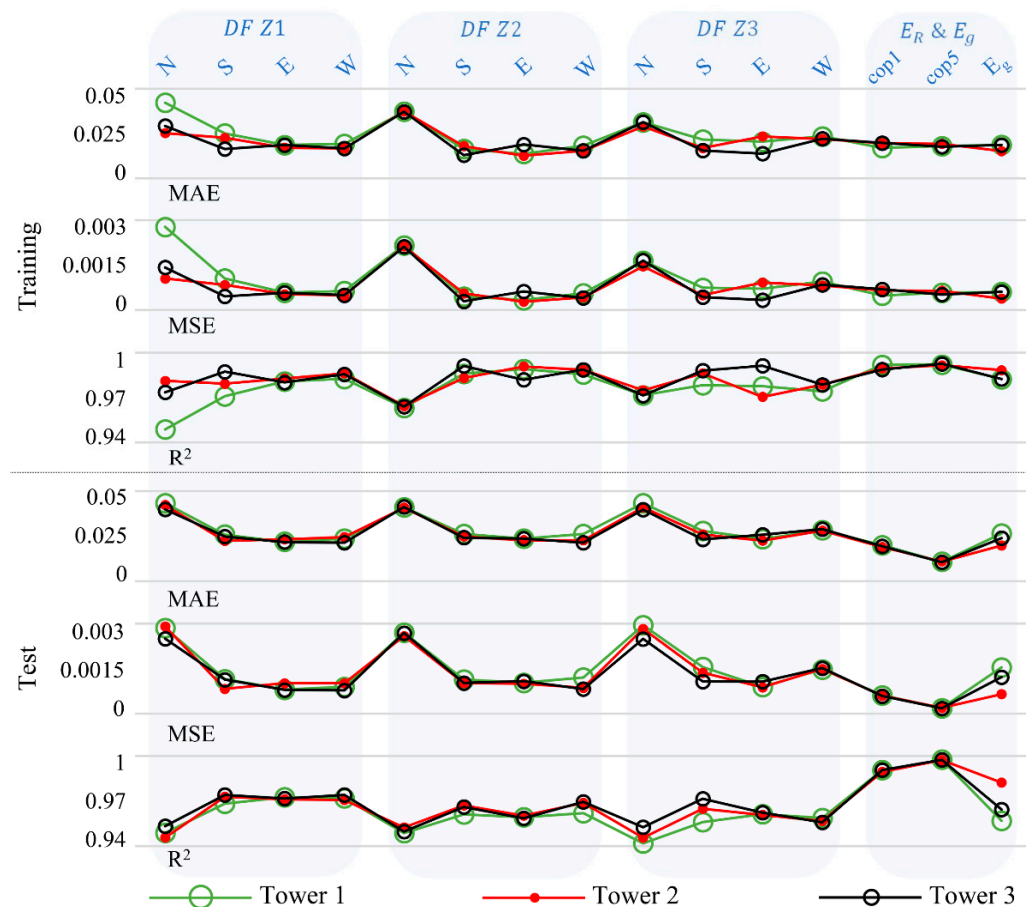 DF Z1 DF Z2 DF Z3 E_R & E_g
N S E W N S E W N S E W cop1 cop5 E_g
Training
0.05
0.025
0
MAE
0.003
0.0015
0
MSE
1
0.97
0.94
R²
Test
0.05
0.025
0
MAE
0.003
0.0015
0
MSE
1
0.97
0.94
R²
Tower 1 Tower 2 Tower 3